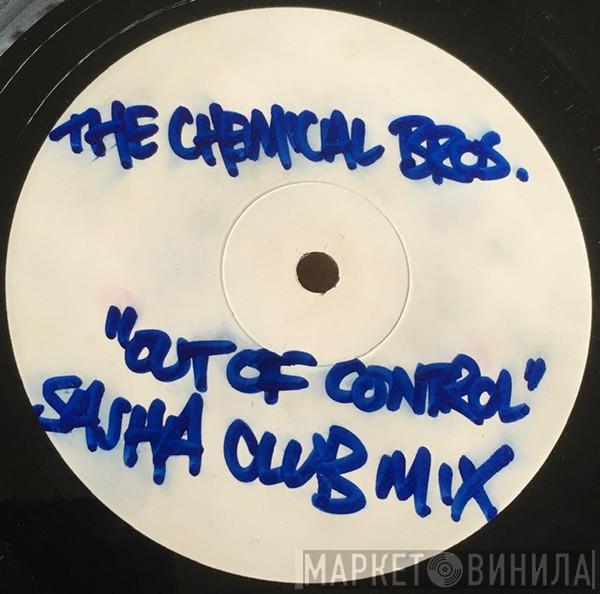 THE CHEMICAL BROS.
"OUT OF CONTROL"
SASHA CLUB MIX
МАРКЕТ ВИНИЛА